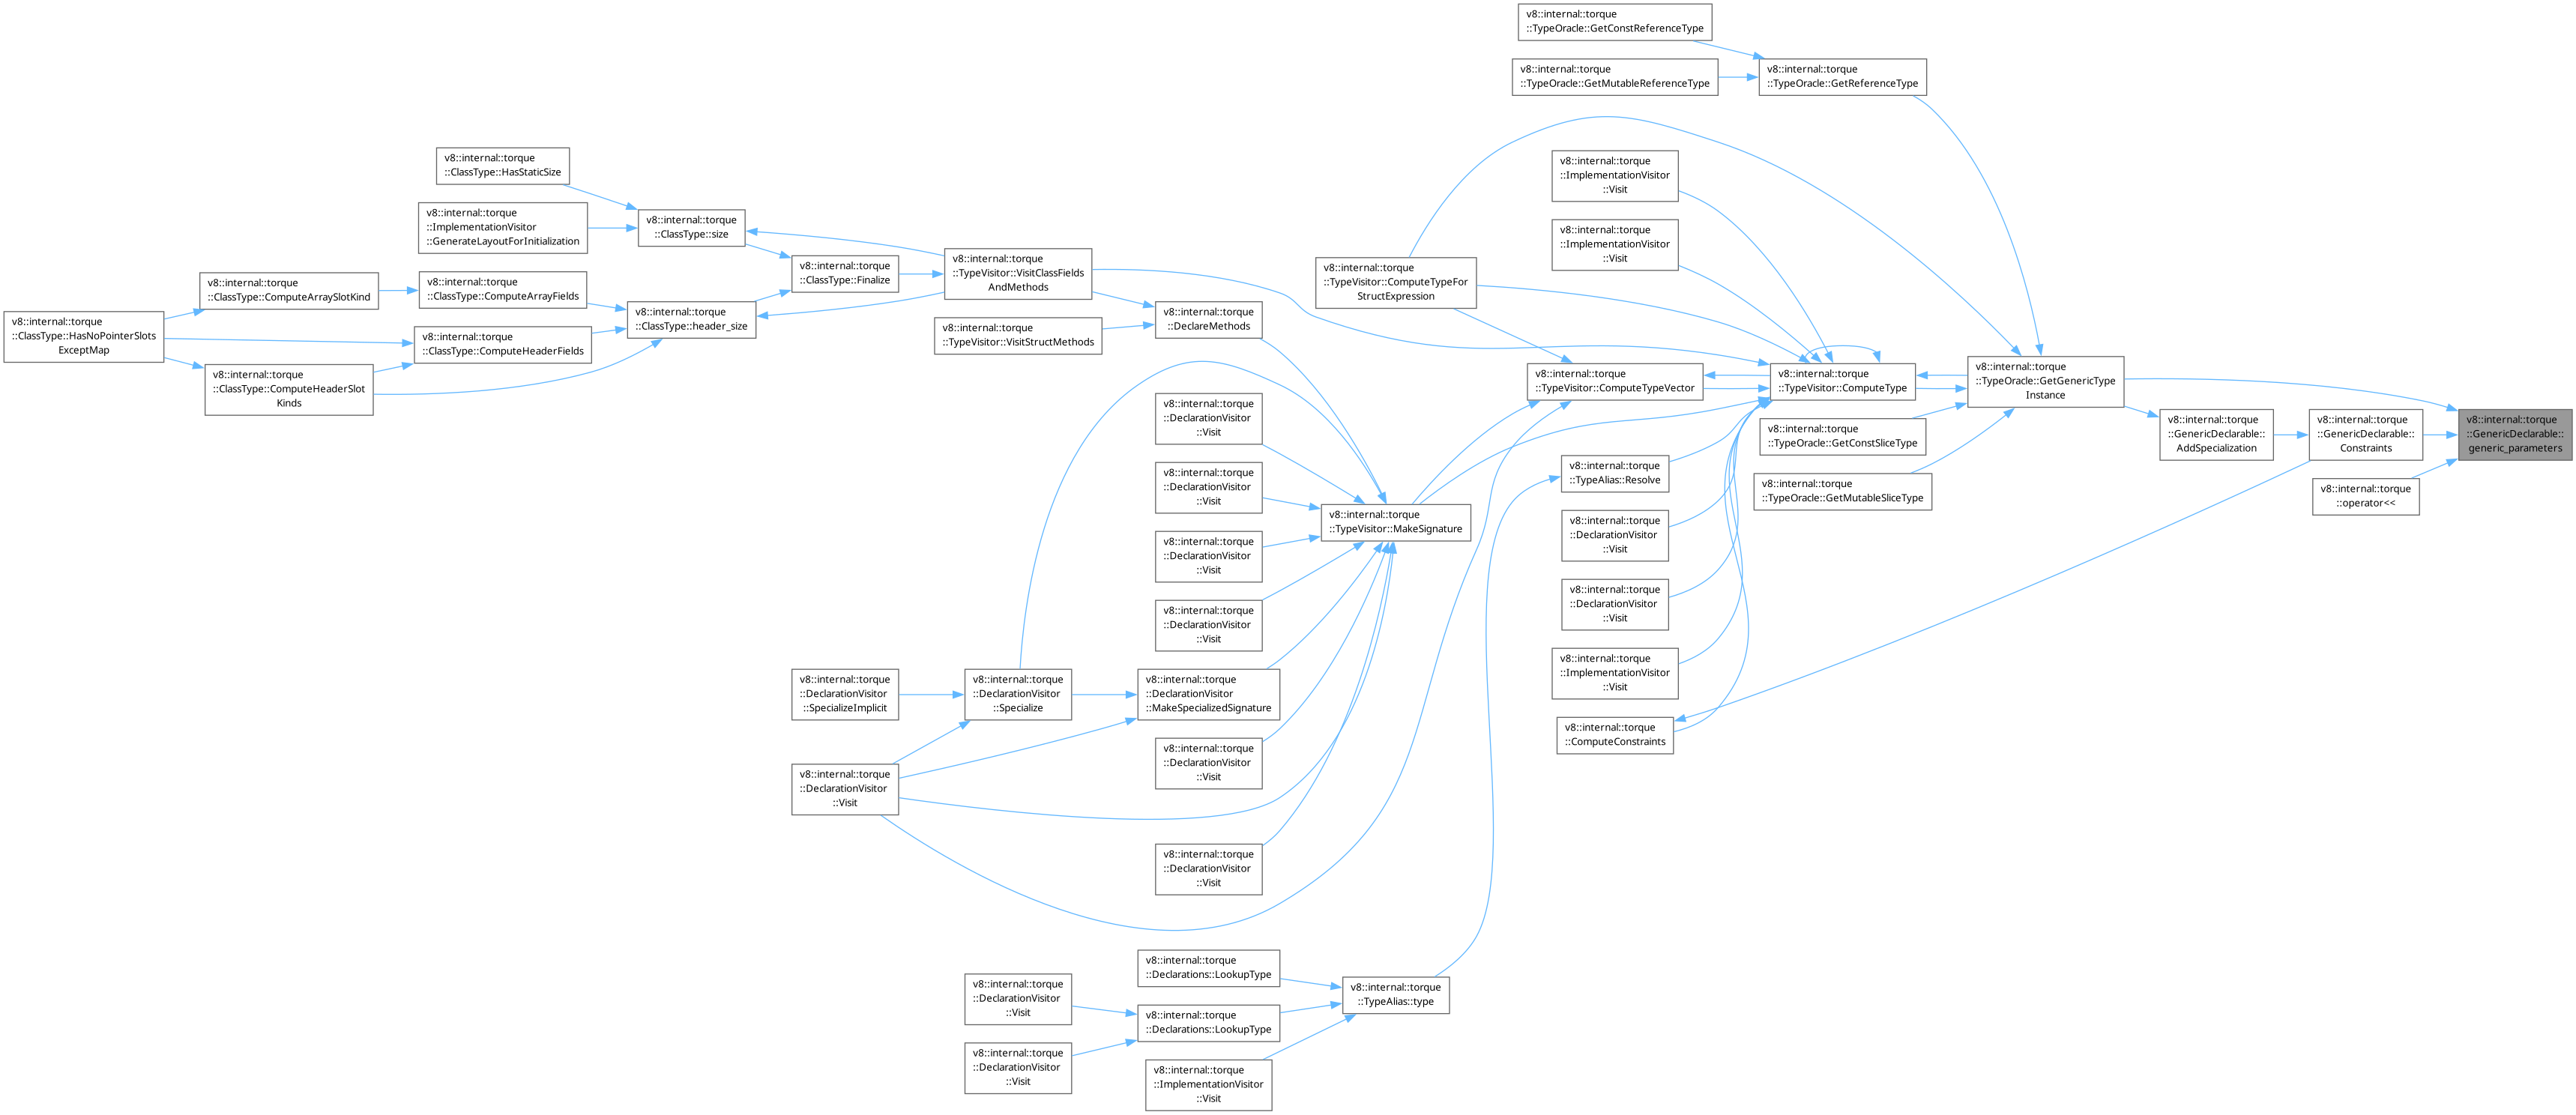 v8::internal::torque
::TypeOracle::GetConstReferenceType
v8::internal::torque
::TypeOracle::GetMutableReferenceType
v8::internal::torque
::TypeOracle::GetReferenceType
v8::internal::torque
::ClassType::HasStaticSize
v8::internal::torque
::ImplementationVisitor
::GenerateLayoutForInitialization
v8::internal::torque
::ClassType::size
v8::internal::torque
::ClassType::Finalize
v8::internal::torque
::TypeVisitor::VisitClassFields
AndMethods
v8::internal::torque
::ClassType::ComputeArraySlotKind
v8::internal::torque
::ClassType::ComputeArrayFields
v8::internal::torque
::ClassType::header_size
v8::internal::torque
::ClassType::HasNoPointerSlots
ExceptMap
v8::internal::torque
::ClassType::ComputeHeaderFields
v8::internal::torque
::ClassType::ComputeHeaderSlot
Kinds
v8::internal::torque
::DeclareMethods
v8::internal::torque
::TypeVisitor::VisitStructMethods
v8::internal::torque
::ImplementationVisitor
::Visit
v8::internal::torque
::ImplementationVisitor
::Visit
v8::internal::torque
::TypeVisitor::ComputeTypeFor
StructExpression
v8::internal::torque
::TypeVisitor::ComputeTypeVector
v8::internal::torque
::TypeVisitor::ComputeType
v8::internal::torque
::TypeOracle::GetGenericType
Instance
v8::internal::torque
::TypeOracle::GetConstSliceType
v8::internal::torque
::TypeOracle::GetMutableSliceType
v8::internal::torque
::GenericDeclarable::
AddSpecialization
v8::internal::torque
::GenericDeclarable::
Constraints
v8::internal::torque
::GenericDeclarable::
generic_parameters
v8::internal::torque
::operator<<
v8::internal::torque
::DeclarationVisitor
::Visit
v8::internal::torque
::DeclarationVisitor
::Visit
v8::internal::torque
::DeclarationVisitor
::Visit
v8::internal::torque
::DeclarationVisitor
::Visit
v8::internal::torque
::TypeVisitor::MakeSignature
v8::internal::torque
::TypeAlias::Resolve
v8::internal::torque
::DeclarationVisitor
::Visit
v8::internal::torque
::DeclarationVisitor
::Visit
v8::internal::torque
::ImplementationVisitor
::Visit
v8::internal::torque
::ComputeConstraints
v8::internal::torque
::DeclarationVisitor
::SpecializeImplicit
v8::internal::torque
::DeclarationVisitor
::Specialize
v8::internal::torque
::DeclarationVisitor
::MakeSpecializedSignature
v8::internal::torque
::DeclarationVisitor
::Visit
v8::internal::torque
::DeclarationVisitor
::Visit
v8::internal::torque
::DeclarationVisitor
::Visit
v8::internal::torque
::Declarations::LookupType
v8::internal::torque
::DeclarationVisitor
::Visit
v8::internal::torque
::Declarations::LookupType
v8::internal::torque
::TypeAlias::type
v8::internal::torque
::DeclarationVisitor
::Visit
v8::internal::torque
::ImplementationVisitor
::Visit